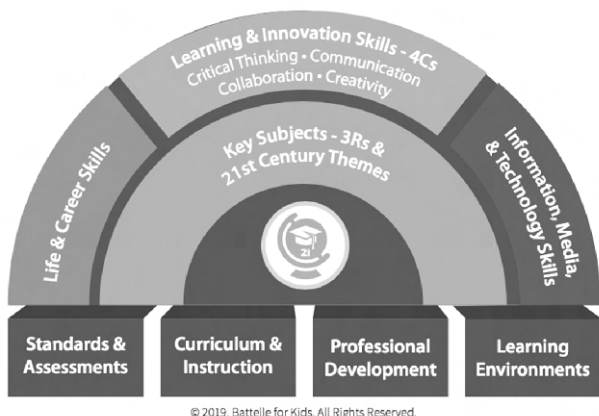 Learning & Innovation Skills - 4Cs
Critical Thinking • Communication
Collaboration • Creativity
Key Subjects - 3Rs &
21st Century Themes
Life & Career Skills
Information, Media,
& Technology Skills
21
Standards &
Assessments
Curriculum &
Instruction
Professional
Development
Learning
Environments
© 2019, Battelle for Kids. All Rights Reserved.